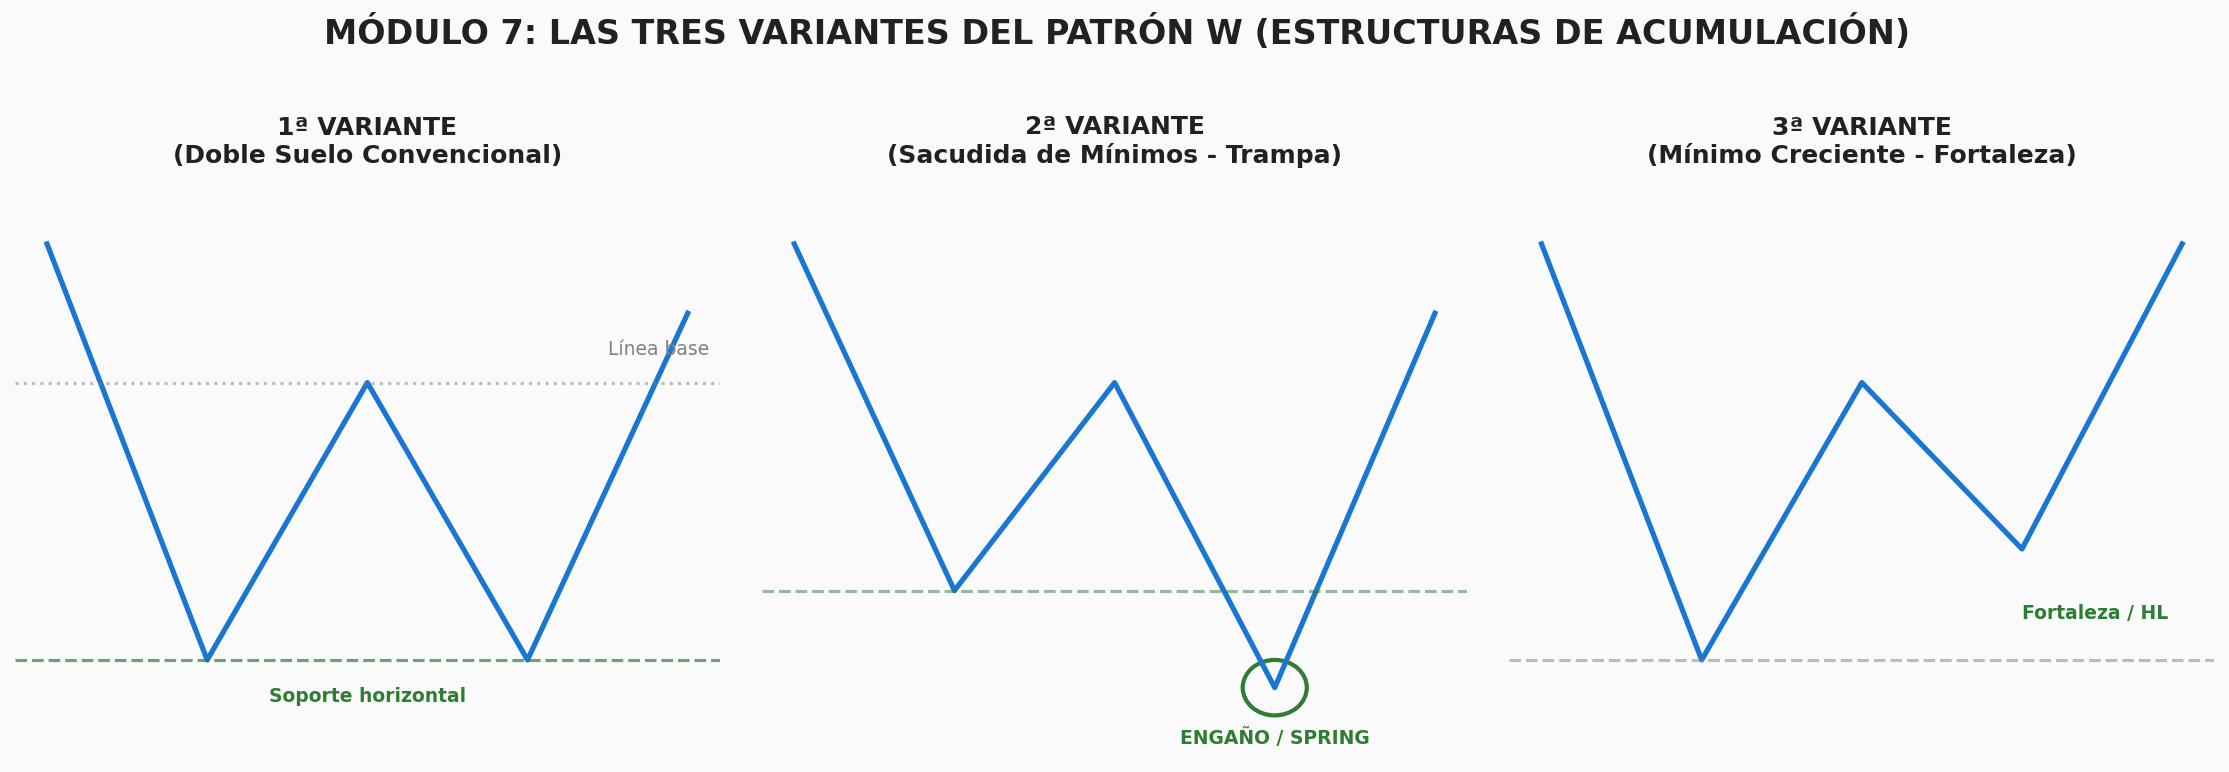 MÓDULO 7: LAS TRES VARIANTES DEL PATRÓN W (ESTRUCTURAS DE ACUMULACIÓN)
1ª VARIANTE
(Doble Suelo Convencional)
Línea base
Soporte horizontal
2ª VARIANTE
(Sacudida de Mínimos - Trampa)
ENGAÑO / SPRING
3ª VARIANTE
(Mínimo Creciente - Fortaleza)
Fortaleza / HL